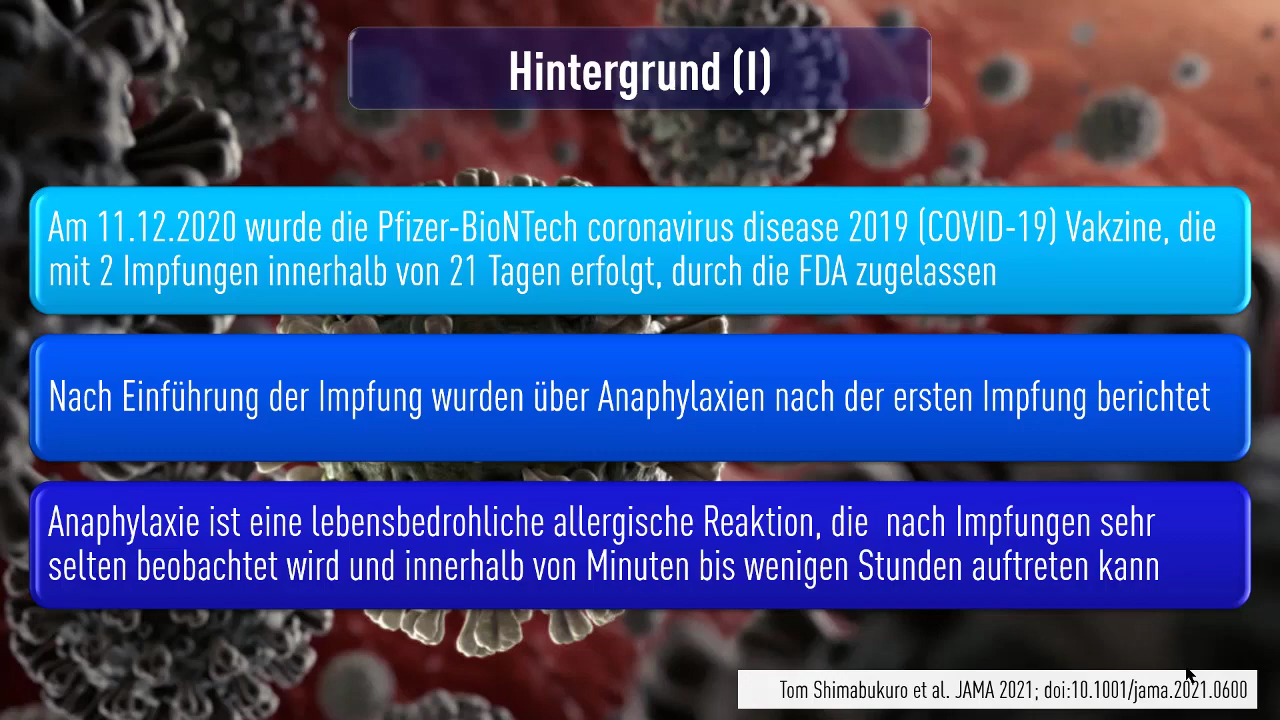 Hintergrund (I)
Am 11.12.2020 wurde die Pfizer-BioNTech coronavirus disease 2019 (COVID-19) Vakzine, die
mit 2 Impfungen innerhalb von 21 Tagen erfolgt, durch die FDA zugelassen
Nach Einführung der Impfung wurden über Anaphylaxien nach der ersten Impfung berichtet
Anaphylaxie ist eine lebensbedrohliche allergische Reaktion, die  nach Impfungen sehr
selten beobachtet wird und innerhalb von Minuten bis wenigen Stunden auftreten kann
Tom Shimabukuro et al. JAMA 2021; doi:10.1001/jama.2021.0600